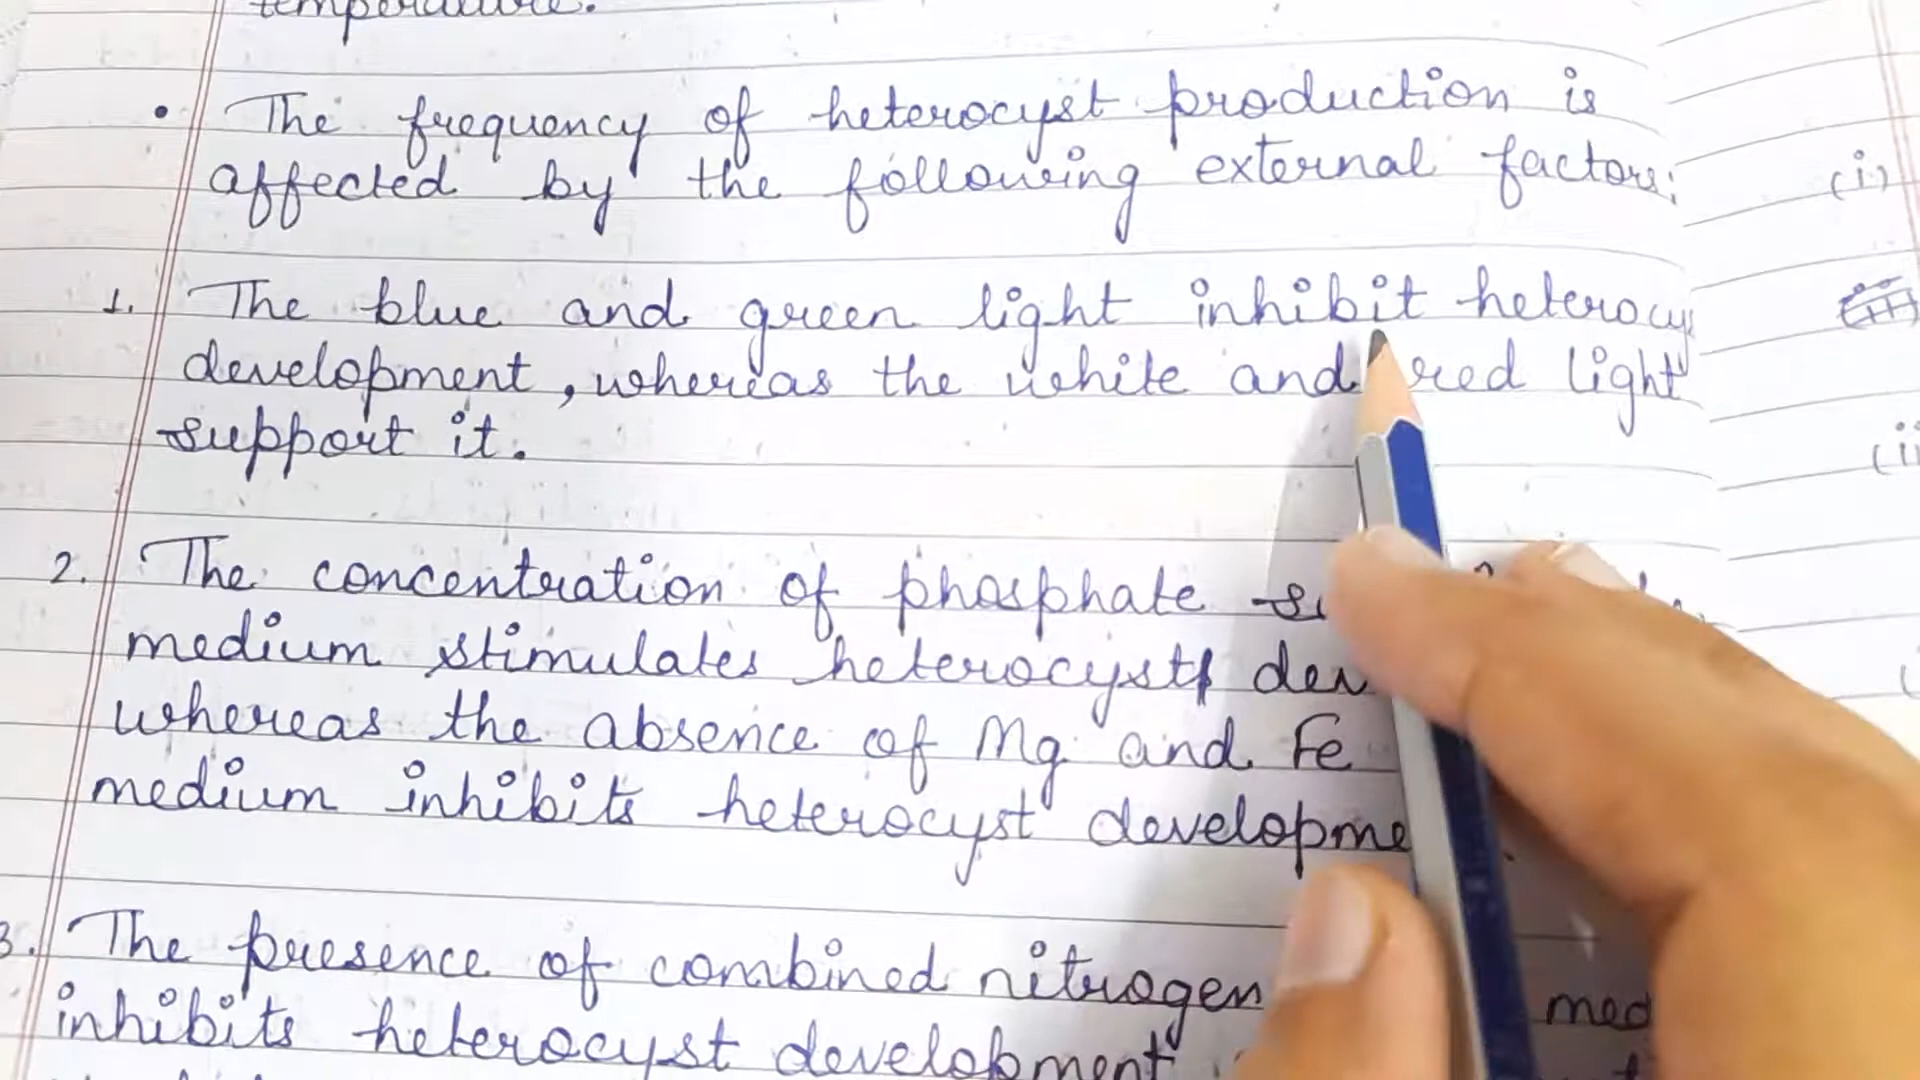 temperature.
• The frequency of heterocyst production is
affected by the following external factors:
1. The blue and green light inhibit heterocy
development, whereas the white and red light
support it.
2. The concentration of phosphate
medium stimulates heterocyst dev
whereas the absence of Mg and Fe
medium inhibits heterocyst developme
3. The presence of combined nitrogen med
inhibits heterocyst development
(i)
(ii